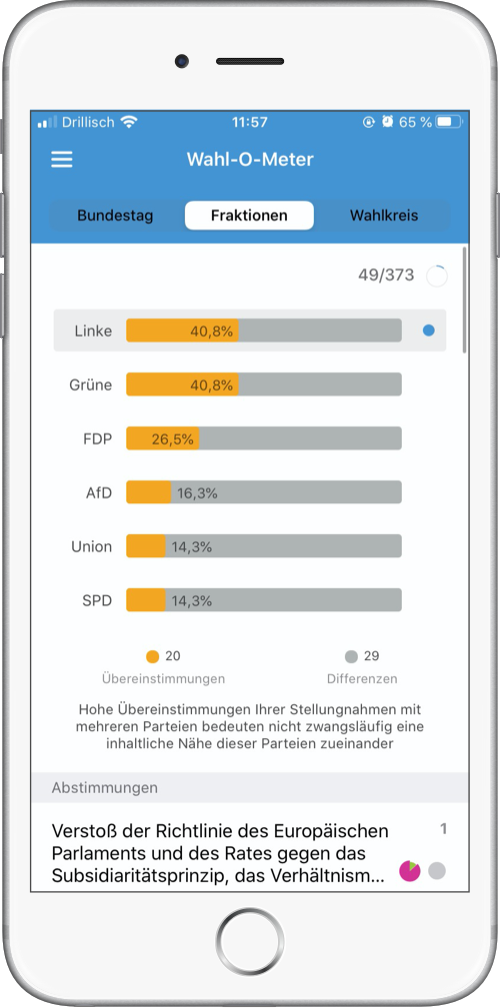 Drillisch 11:57 65 %
Wahl-O-Meter
Bundestag Fraktionen Wahlkreis
49/373
Linke 40,8%
Grüne 40,8%
FDP 26,5%
AfD 16,3%
Union 14,3%
SPD 14,3%
20 29
Übereinstimmungen Differenzen
Hohe Übereinstimmungen Ihrer Stellungnahmen mit
mehreren Parteien bedeuten nicht zwangsläufig eine
inhaltliche Nähe dieser Parteien zueinander
Abstimmungen
Verstoß der Richtlinie des Europäischen 1
Parlaments und des Rates gegen das
Subsidiaritätsprinzip, das Verhältnism...